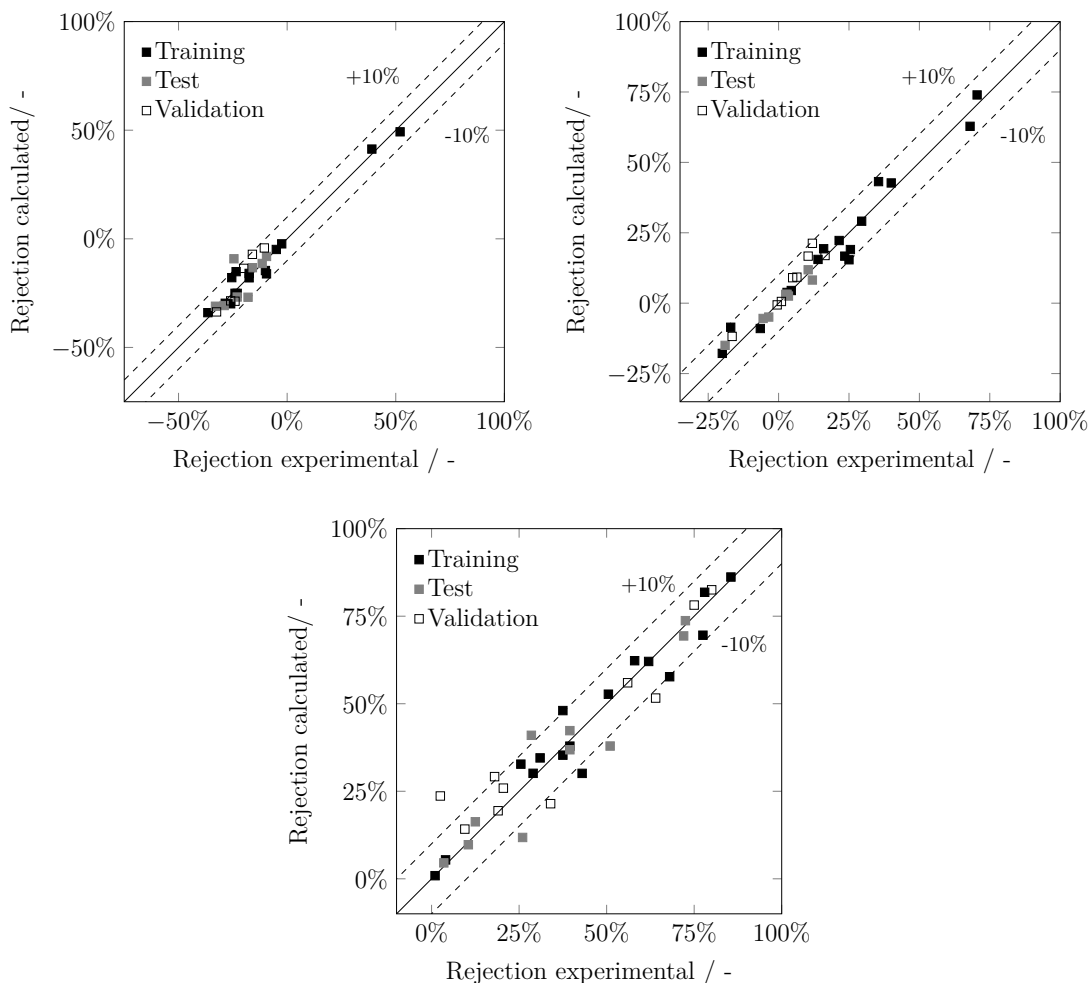 100%
50%
0%
−50%
Rejection calculated/ -
Training
Test
Validation
+10%
-10%
−50%
0%
50%
100%
Rejection experimental / -
100%
75%
50%
25%
0%
−25%
Rejection calculated/ -
Training
Test
Validation
+10%
-10%
−25%
0%
25%
50%
75%
100%
Rejection experimental / -
100%
75%
50%
25%
0%
Rejection calculated/ -
Training
Test
Validation
+10%
-10%
0%
25%
50%
75%
100%
Rejection experimental / -